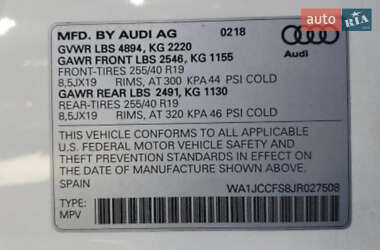 auto RIA.com
MFD. BY AUDI AG 0218
GVWR LBS 4894, KG 2220
GAWR FRONT LBS 2546, KG 1155
FRONT-TIRES 255/40 R19
8,5JX19 RIMS, AT 300 KPA 44 PSI COLD
GAWR REAR LBS 2491, KG 1130
REAR-TIRES 255/40 R19
8,5JX19 RIMS, AT 320 KPA 46 PSI COLD
Audi
THIS VEHICLE CONFORMS TO ALL APPLICABLE
U.S. FEDERAL MOTOR VEHICLE SAFETY AND
THEFT PREVENTION STANDARDS IN EFFECT ON
THE DATE OF MANUFACTURE SHOWN ABOVE.
SPAIN WA1JCCFS8JR027508
TYPE:
MPV